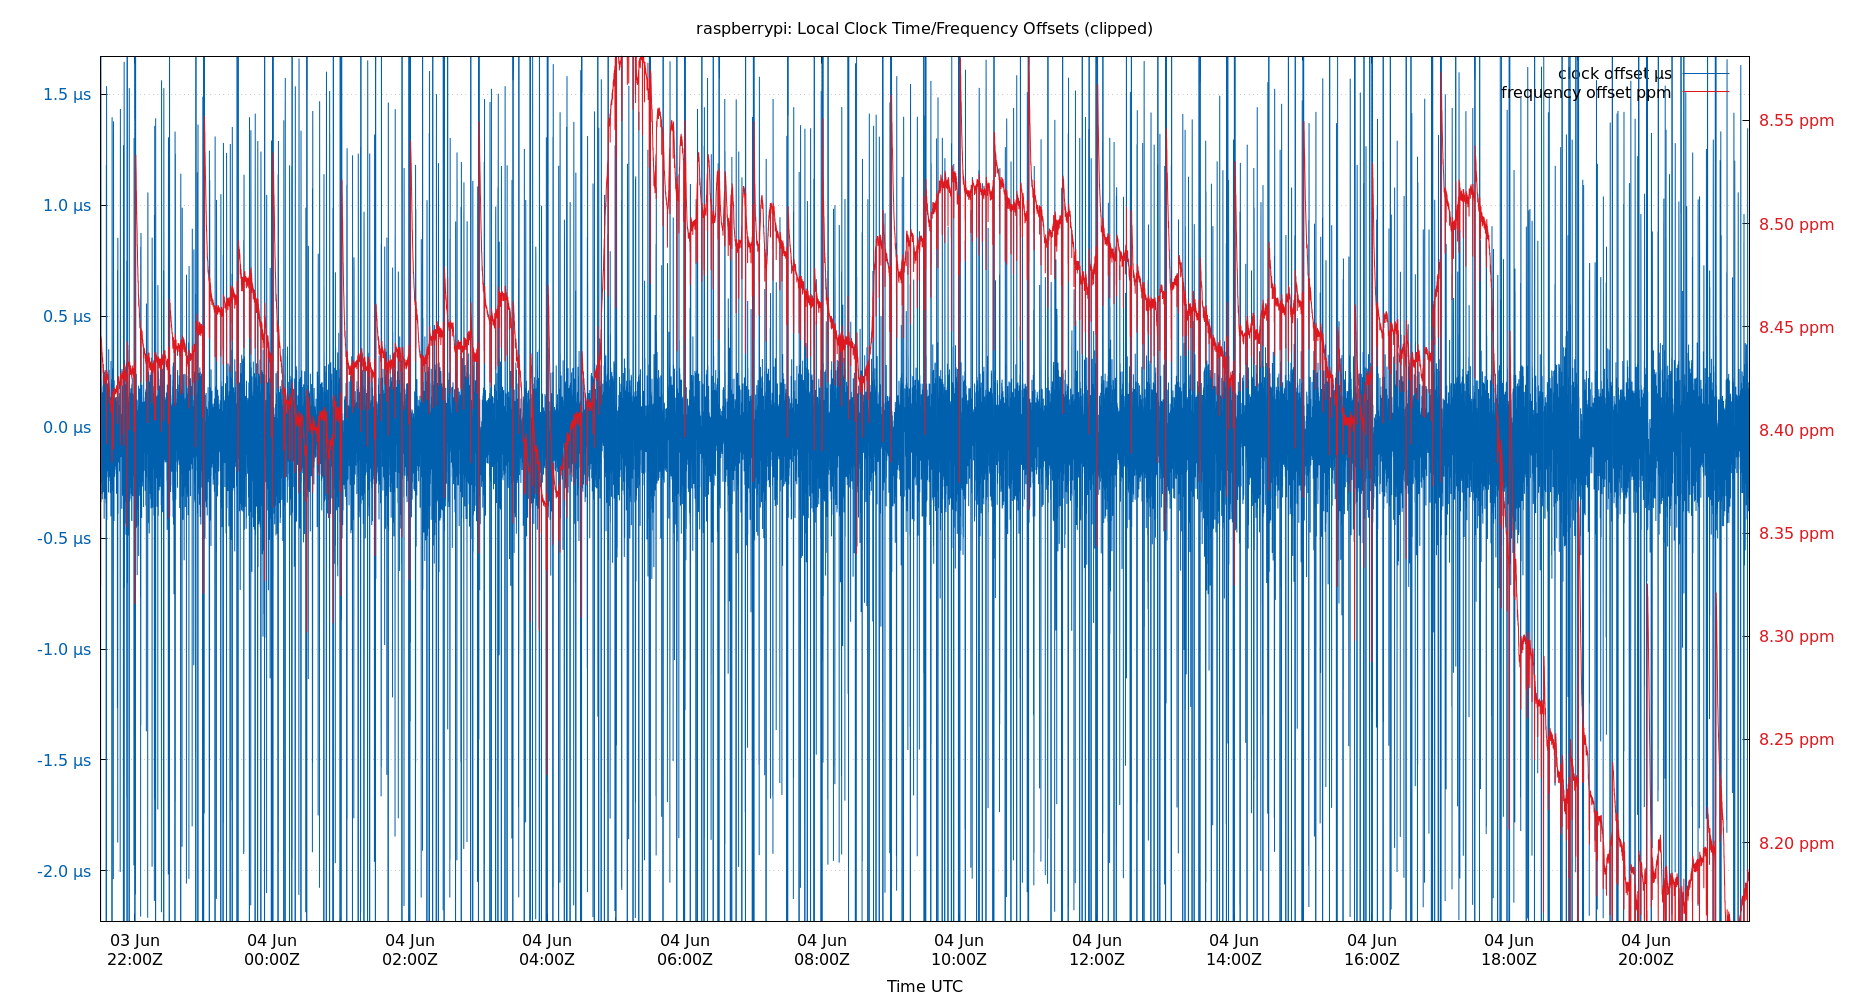 raspberrypi: Local Clock Time/Frequency Offsets (clipped)
clock offset µs
frequency offset ppm
1.5 µs
1.0 µs
0.5 µs
0.0 µs
-0.5 µs
-1.0 µs
-1.5 µs
-2.0 µs
8.55 ppm
8.50 ppm
8.45 ppm
8.40 ppm
8.35 ppm
8.30 ppm
8.25 ppm
8.20 ppm
03 Jun 04 Jun 04 Jun 04 Jun 04 Jun 04 Jun 04 Jun 04 Jun 04 Jun 04 Jun 04 Jun 04 Jun
22:00Z 00:00Z 02:00Z 04:00Z 06:00Z 08:00Z 10:00Z 12:00Z 14:00Z 16:00Z 18:00Z 20:00Z
Time UTC